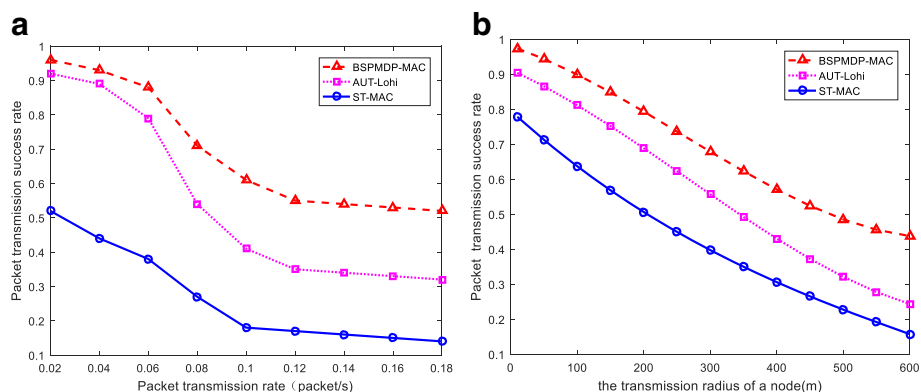 a
1
0.9
0.8
0.7
0.6
0.5
0.4
0.3
0.2
0.1
Packet transmission success rate
BSPMDP-MAC
AUT-Lohi
ST-MAC
0.02 0.04 0.06 0.08 0.1 0.12 0.14 0.16 0.18
Packet transmission rate（packet/s）
b
1
0.9
0.8
0.7
0.6
0.5
0.4
0.3
0.2
0.1
Packet transmission success rate
BSPMDP-MAC
AUT-Lohi
ST-MAC
0 100 200 300 400 500 600
the transmission radius of a node(m)